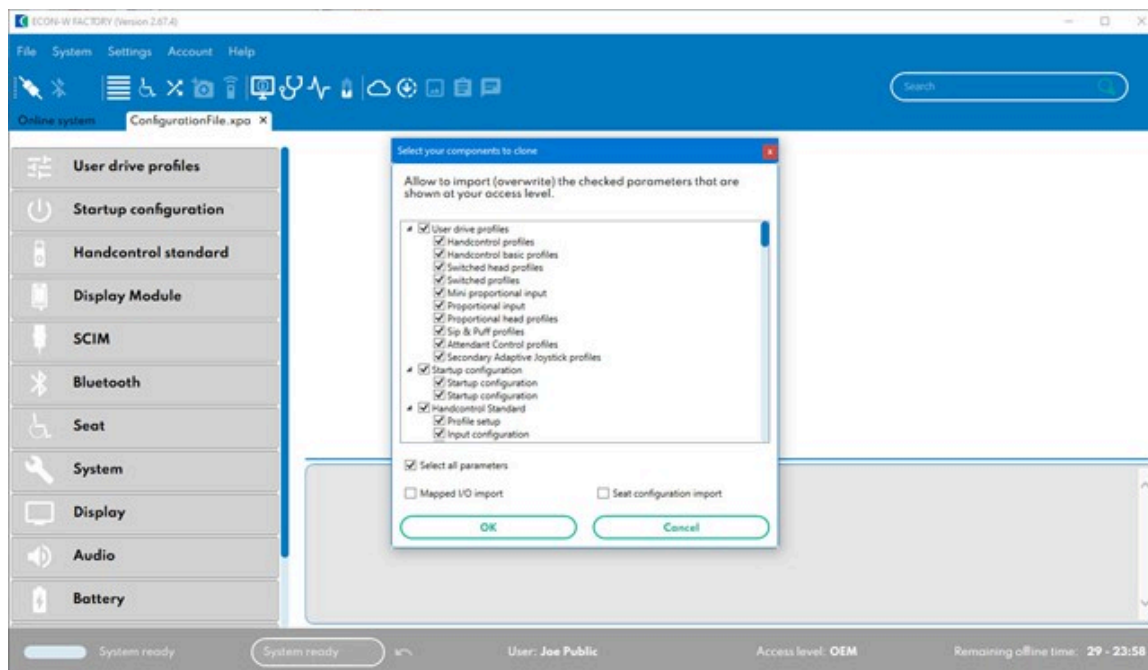 ECON-W FACTORY (Version 2.67.4)
File System Settings Account Help
Search
Online system ConfigurationFile.xpa X
User drive profiles
Startup configuration
Handcontrol standard
Display Module
SCIM
Bluetooth
Seat
System
Display
Audio
Battery
Select your components to clone
Allow to import (overwrite) the checked parameters that are
shown at your access level.
User drive profiles
Handcontrol profiles
Handcontrol basic profiles
Switched head profiles
Switched profiles
Mini proportional input
Proportional input
Proportional head profiles
Sip & Puff profiles
Attendant Control profiles
Secondary Adaptive Joystick profiles
Startup configuration
Startup configuration
Startup configuration
Handcontrol Standard
Profile setup
Input configuration
Select all parameters
Mapped I/O import Seat configuration import
OK Cancel
System ready System ready User: Joe Public Access level: OEM Remaining offline time: 29 - 23:58